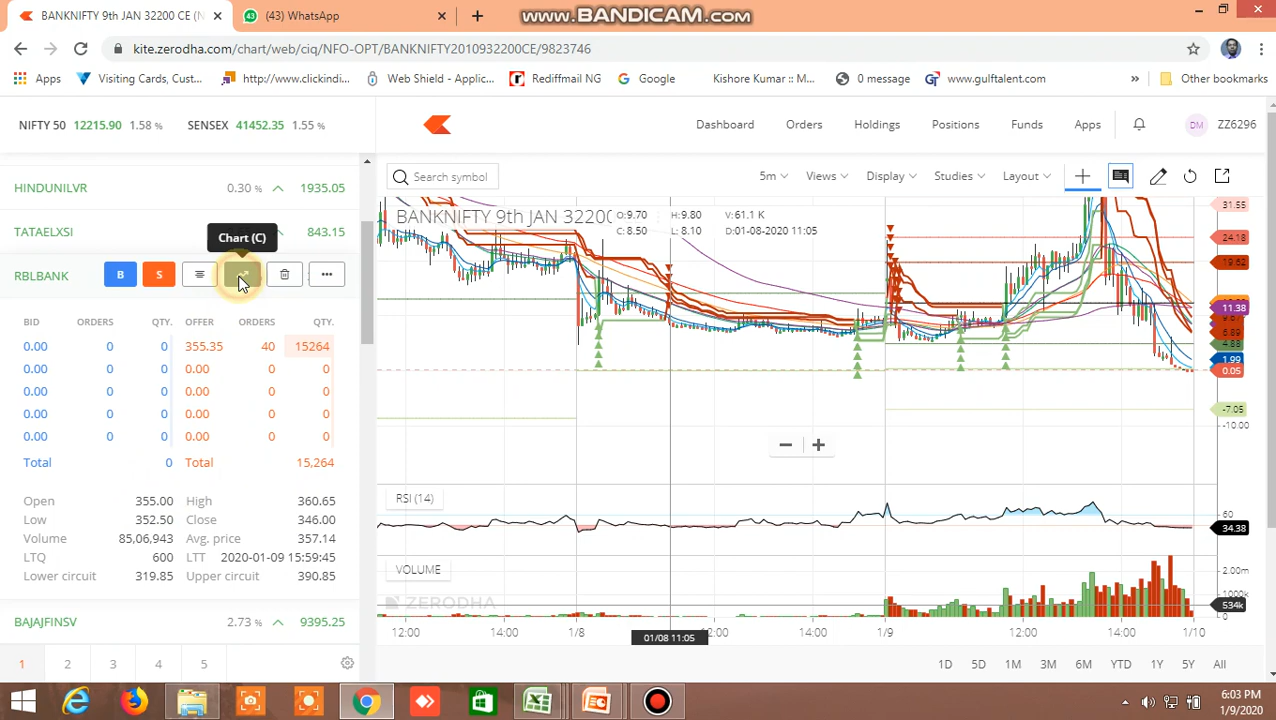 BANKNIFTY 9th JAN 32200 CE (N
(43) WhatsApp
www.BANDICAM.com
kite.zerodha.com/chart/web/ciq/NFO-OPT/BANKNIFTY2010932200CE/9823746
Apps
Visiting Cards, Cust...
http://www.clickindi...
Web Shield - Applic...
Rediffmail NG
Google
Kishore Kumar :: M...
0 message
www.gulftalent.com
»
Other bookmarks
NIFTY 50 12215.90 1.58 %
SENSEX 41452.35 1.55 %
Dashboard Orders Holdings Positions Funds Apps
DM ZZ6296
HINDUNILVR 0.30 % 1935.05
TATAELXSI 843.15
Chart (C)
RBLBANK B S
BID ORDERS QTY. OFFER ORDERS QTY.
0.00 0 0 355.35 40 15264
0.00 0 0 0.00 0 0
0.00 0 0 0.00 0 0
0.00 0 0 0.00 0 0
0.00 0 0 0.00 0 0
Total 0 Total 15,264
Open 355.00 High 360.65
Low 352.50 Close 346.00
Volume 85,06,943 Avg. price 357.14
LTQ 600 LTT 2020-01-09 15:59:45
Lower circuit 319.85 Upper circuit 390.85
BAJAJFINSV 2.73 % 9395.25
1 2 3 4 5
Search symbol
5m Views Display Studies Layout
BANKNIFTY 9th JAN 3220
O:9.70 H:9.80 V:61.1 K
C:8.50 L:8.10 D:01-08-2020 11:05
31.55
24.18
19.62
11.38
6.89
4.88
1.99
0.05
-7.05
-10.00
RSI (14)
60
34.38
VOLUME
2.00m
1000k
534k
ZERODHA
12:00 14:00 1/8 12:00 14:00 1/9 12:00 14:00 1/10
01/08 11:05
1D 5D 1M 3M 6M YTD 1Y 5Y All
6:03 PM
1/9/2020